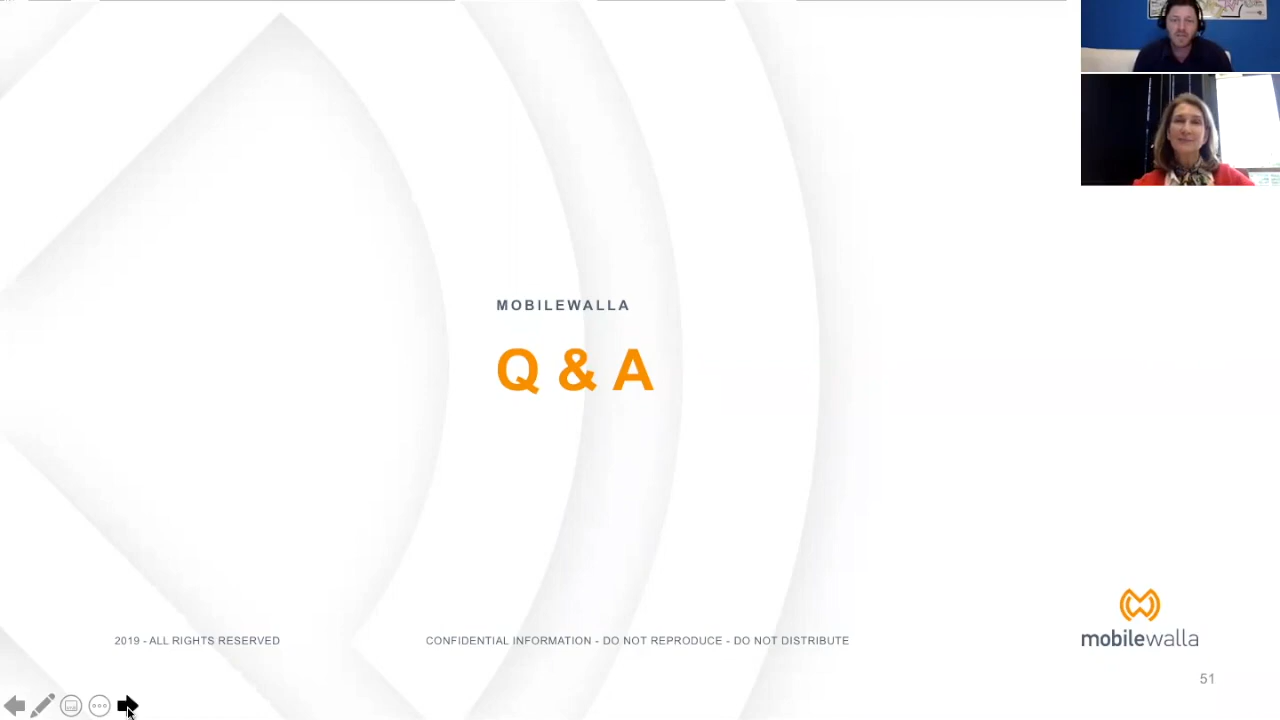 MOBILEWALLA
Q & A
2019 - ALL RIGHTS RESERVED
CONFIDENTIAL INFORMATION - DO NOT REPRODUCE - DO NOT DISTRIBUTE
mobilewalla
51